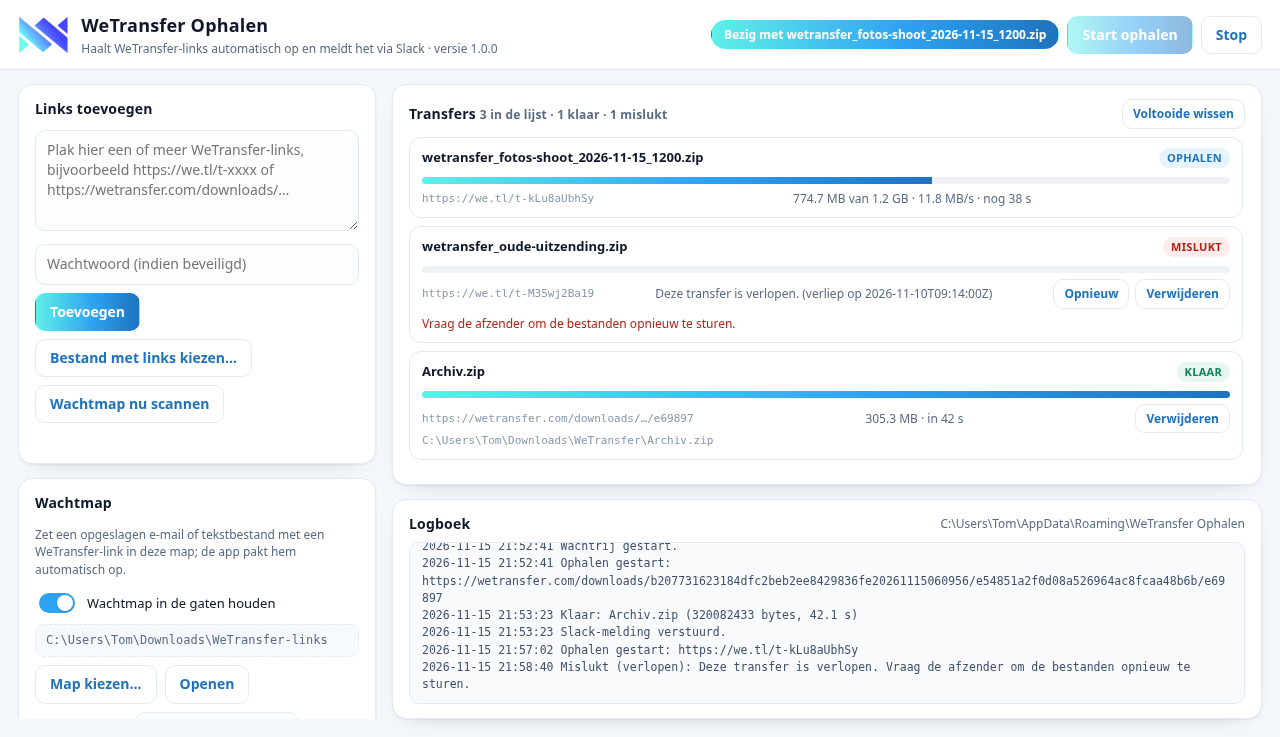 WeTransfer Ophalen
Haalt WeTransfer-links automatisch op en meldt het via Slack · versie 1.0.0
Bezig met wetransfer_fotos-shoot_2026-11-15_1200.zip
Start ophalen
Stop
Links toevoegen
Plak hier een of meer WeTransfer-links,
bijvoorbeeld https://we.tl/t-xxxx of
https://wetransfer.com/downloads/…
Wachtwoord (indien beveiligd)
Toevoegen
Bestand met links kiezen…
Wachtmap nu scannen
Wachtmap
Zet een opgeslagen e-mail of tekstbestand met een
WeTransfer-link in deze map; de app pakt hem
automatisch op.
Wachtmap in de gaten houden
C:\Users\Tom\Downloads\WeTransfer-links
Map kiezen…
Openen
Transfers 3 in de lijst · 1 klaar · 1 mislukt
Voltooide wissen
wetransfer_fotos-shoot_2026-11-15_1200.zip
OPHALEN
https://we.tl/t-kLu8aUbhSy
774.7 MB van 1.2 GB · 11.8 MB/s · nog 38 s
wetransfer_oude-uitzending.zip
MISLUKT
https://we.tl/t-M35wj2Ba19
Deze transfer is verlopen. (verliep op 2026-11-10T09:14:00Z)
Opnieuw
Verwijderen
Vraag de afzender om de bestanden opnieuw te sturen.
Archiv.zip
KLAAR
https://wetransfer.com/downloads/…/e69897
305.3 MB · in 42 s
Verwijderen
C:\Users\Tom\Downloads\WeTransfer\Archiv.zip
Logboek
C:\Users\Tom\AppData\Roaming\WeTransfer Ophalen
2026-11-15 21:52:41 Wachtrij gestart.
2026-11-15 21:52:41 Ophalen gestart:
https://wetransfer.com/downloads/b207731623184dfc2beb2ee8429836fe20261115060956/e54851a2f0d08a526964ac8fcaa48b6b/e69
897
2026-11-15 21:53:23 Klaar: Archiv.zip (320082433 bytes, 42.1 s)
2026-11-15 21:53:23 Slack-melding verstuurd.
2026-11-15 21:57:02 Ophalen gestart: https://we.tl/t-kLu8aUbhSy
2026-11-15 21:58:40 Mislukt (verlopen): Deze transfer is verlopen. Vraag de afzender om de bestanden opnieuw te
sturen.